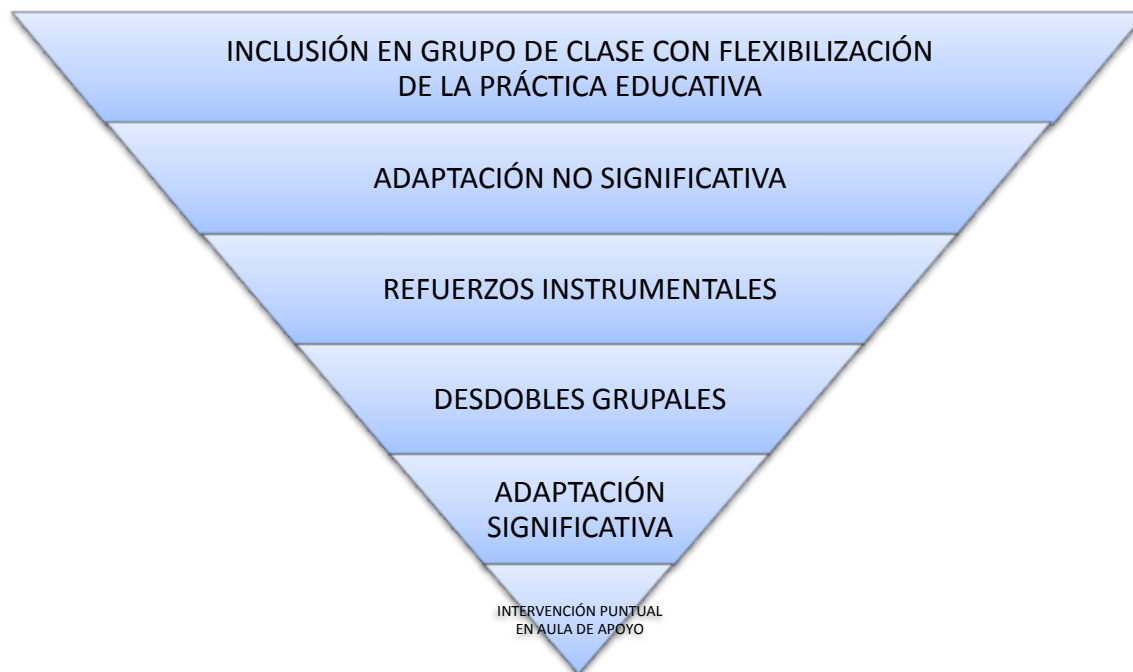 INCLUSIÓN EN GRUPO DE CLASE CON FLEXIBILIZACIÓN
DE LA PRÁCTICA EDUCATIVA
ADAPTACIÓN NO SIGNIFICATIVA
REFUERZOS INSTRUMENTALES
DESDOBLES GRUPALES
ADAPTACIÓN
SIGNIFICATIVA
INTERVENCIÓN PUNTUAL
EN AULA DE APOYO